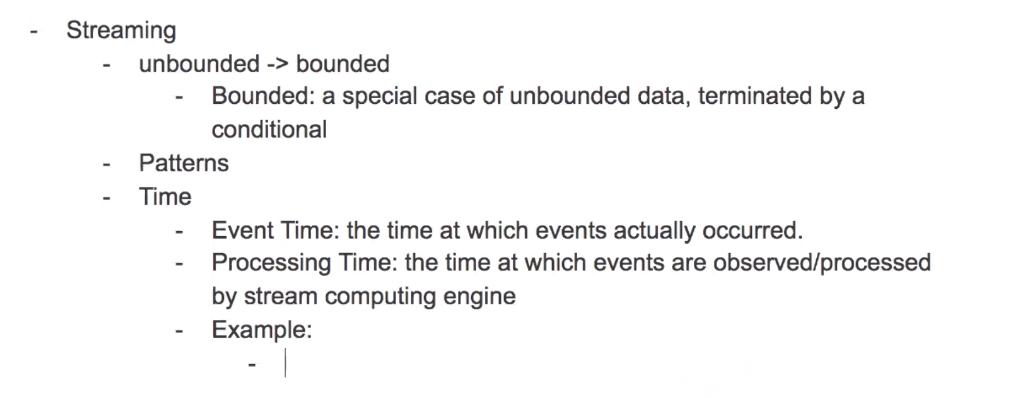 - Streaming
- unbounded -> bounded
- Bounded: a special case of unbounded data, terminated by a
conditional
- Patterns
- Time
- Event Time: the time at which events actually occurred.
- Processing Time: the time at which events are observed/processed
by stream computing engine
- Example:
-